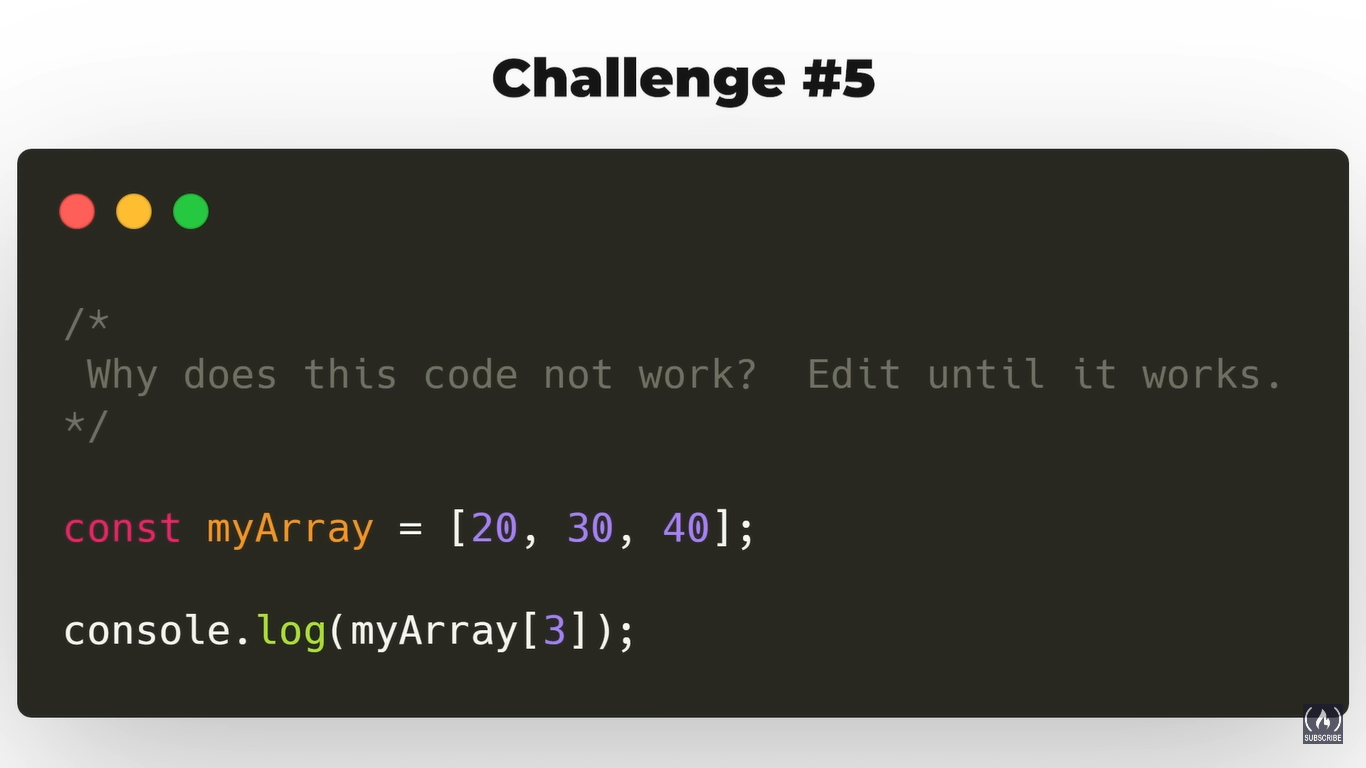 Challenge #5
/*
 Why does this code not work?  Edit until it works.
*/
const myArray = [20, 30, 40];
console.log(myArray[3]);
SUBSCRIBE